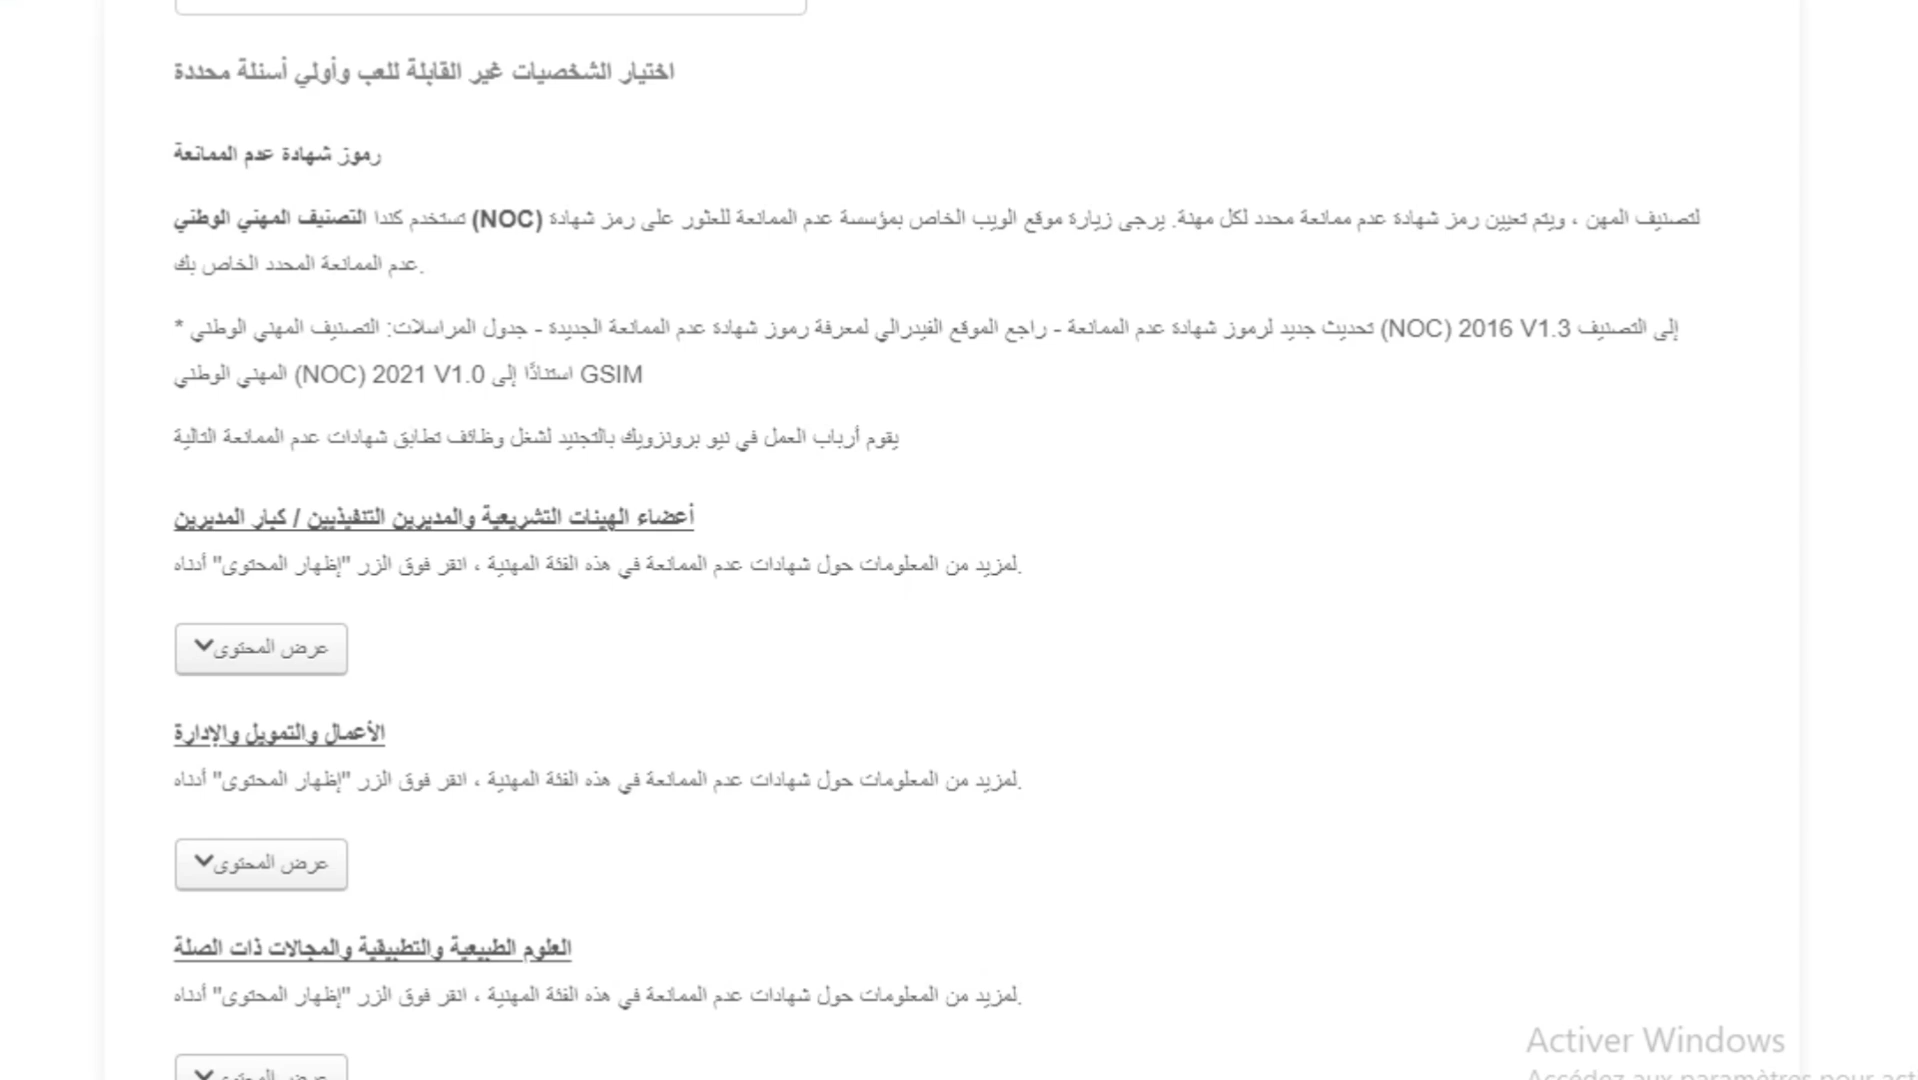 اختيار الشخصيات غير القابلة للعب وأولي أسئلة محددة
رموز شهادة عدم الممانعة
تستخدم كندا التصنيف المهني الوطني (NOC) لتصنيف المهن ، ويتم تعيين رمز شهادة عدم ممانعة محدد لكل مهنة. يرجى زيارة موقع الويب الخاص بمؤسسة عدم الممانعة للعثور على رمز شهادة
عدم الممانعة المحدد الخاص بك.
* تحديث جديد لرموز شهادة عدم الممانعة - راجع الموقع الفيدرالي لمعرفة رموز شهادة عدم الممانعة الجديدة - جدول المراسلات: التصنيف المهني الوطني (NOC) 2016 V1.3 إلى التصنيف
المهني الوطني (NOC) 2021 V1.0 استنادًا إلى GSIM
يقوم أرباب العمل في نيو برونزويك بالتجنيد لشغل وظائف تطابق شهادات عدم الممانعة التالية
أعضاء الهيئات التشريعية والمديرين التنفيذيين / كبار المديرين
لمزيد من المعلومات حول شهادات عدم الممانعة في هذه الفئة المهنية ، انقر فوق الزر "إظهار المحتوى" أدناه.
عرض المحتوى
الأعمال والتمويل والإدارة
لمزيد من المعلومات حول شهادات عدم الممانعة في هذه الفئة المهنية ، انقر فوق الزر "إظهار المحتوى" أدناه.
عرض المحتوى
العلوم الطبيعية والتطبيقية والمجالات ذات الصلة
لمزيد من المعلومات حول شهادات عدم الممانعة في هذه الفئة المهنية ، انقر فوق الزر "إظهار المحتوى" أدناه.
عرض المحتوى
Activer Windows
Accédez aux paramètres pour